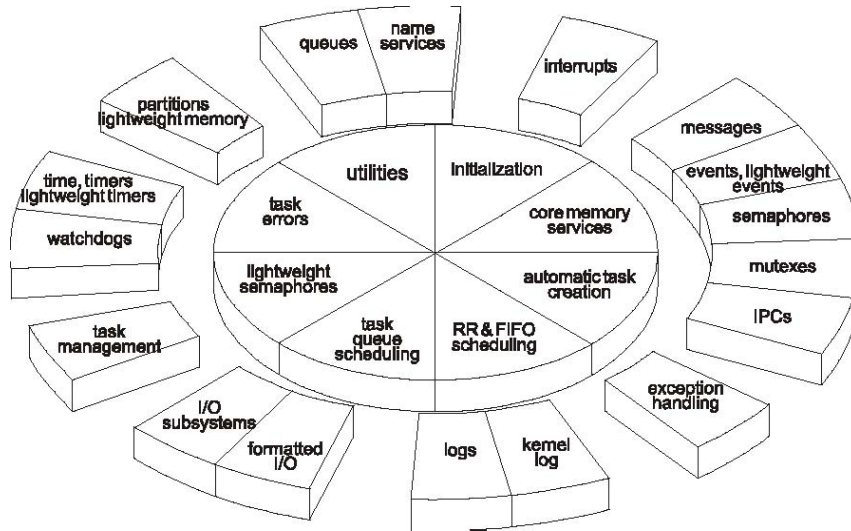 queues
name
services
interrupts
partitions
lightweight memory
messages
events, lightweight
events
semaphores
mutexes
IPCs
time, timers
lightweight timers
watchdogs
task
management
utilities
initialization
task
errors
core memory
services
lightweight
semaphores
automatic task
creation
task
queue
scheduling
RR & FIFO
scheduling
I/O
subsystems
formatted
I/O
logs
kernel
log
exception
handling